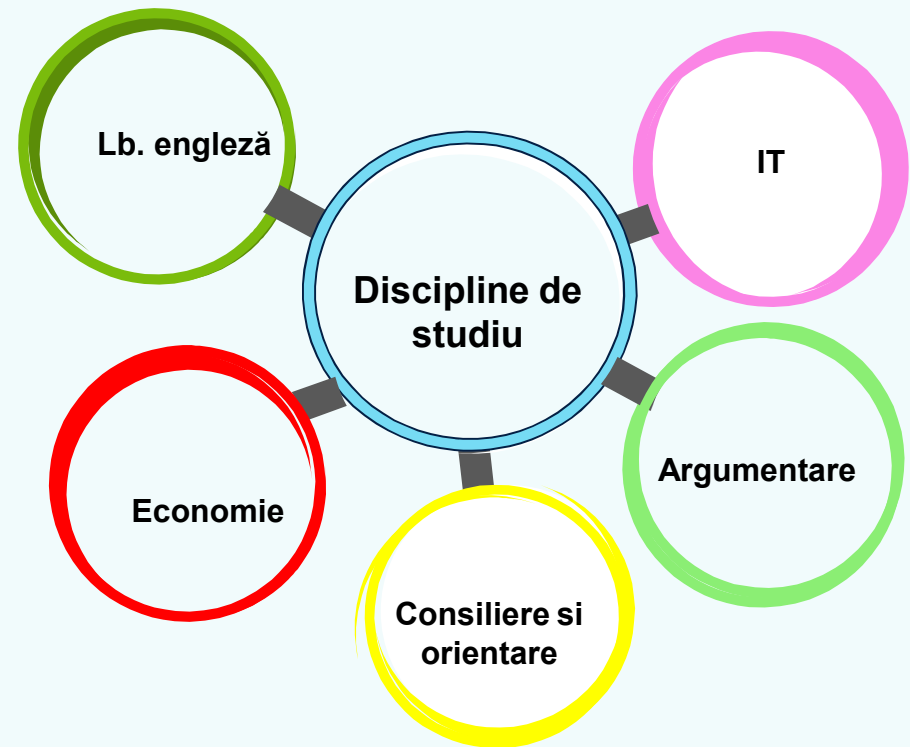 Lb. engleză
IT
Discipline de
studiu
Argumentare
Economie
Consiliere si
orientare